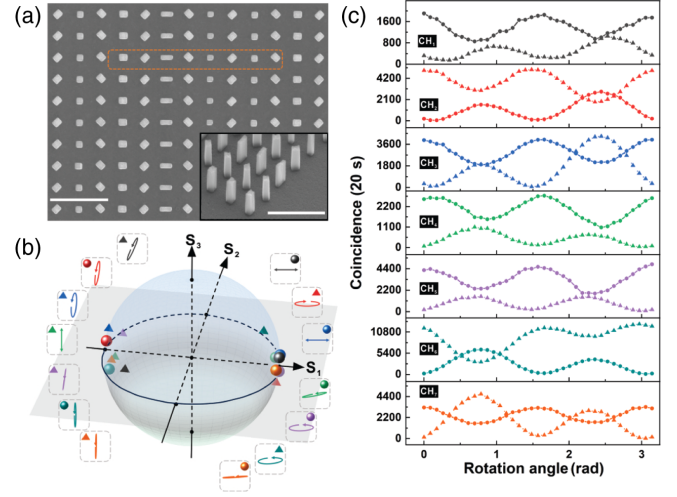 (a)
(b)
S₃
S₂
S₁
(c)
Coincidence (20 s)
CH₁
1600
800
0
CH₂
4200
2100
0
CH₃
3600
1800
0
CH₄
2200
1100
0
CH₅
4400
2200
0
CH₆
10800
5400
0
CH₇
4400
2200
0
0
1
2
3
Rotation angle (rad)